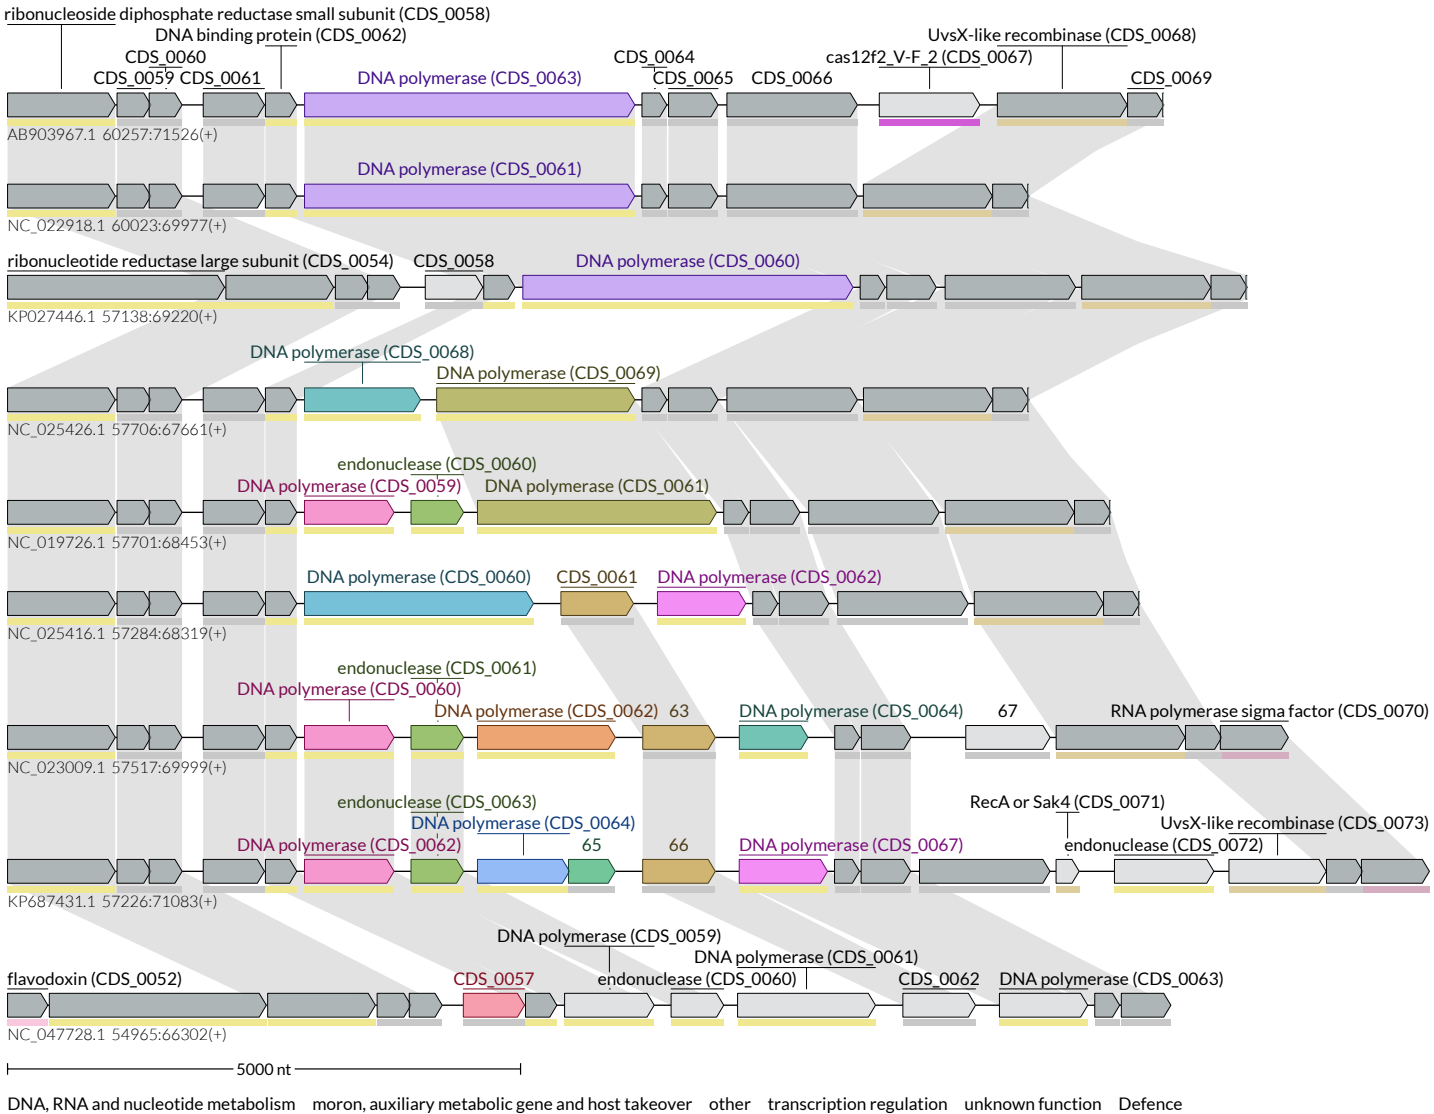 ribonucleoside diphosphate reductase small subunit (CDS_0058)
DNA binding protein (CDS_0062)
UvsX-like recombinase (CDS_0068)
CDS_0060
CDS_0064
cas12f2_V-F_2 (CDS_0067)
CDS_0059 CDS_0061
DNA polymerase (CDS_0063)
CDS_0065
CDS_0066
CDS_0069
AB903967.1 60257:71526(+)
DNA polymerase (CDS_0061)
NC_022918.1 60023:69977(+)
ribonucleotide reductase large subunit (CDS_0054)
CDS_0058
DNA polymerase (CDS_0060)
KP027446.1 57138:69220(+)
DNA polymerase (CDS_0068)
DNA polymerase (CDS_0069)
NC_025426.1 57706:67661(+)
endonuclease (CDS_0060)
DNA polymerase (CDS_0059)
DNA polymerase (CDS_0061)
NC_019726.1 57701:68453(+)
DNA polymerase (CDS_0060)
CDS_0061
DNA polymerase (CDS_0062)
NC_025416.1 57284:68319(+)
endonuclease (CDS_0061)
DNA polymerase (CDS_0060)
DNA polymerase (CDS_0062)
63
DNA polymerase (CDS_0064)
67
RNA polymerase sigma factor (CDS_0070)
NC_023009.1 57517:69999(+)
endonuclease (CDS_0063)
RecA or Sak4 (CDS_0071)
DNA polymerase (CDS_0064)
UvsX-like recombinase (CDS_0073)
DNA polymerase (CDS_0062)
65
66
DNA polymerase (CDS_0067)
endonuclease (CDS_0072)
KP687431.1 57226:71083(+)
DNA polymerase (CDS_0059)
DNA polymerase (CDS_0061)
flavodoxin (CDS_0052)
CDS_0057
endonuclease (CDS_0060)
CDS_0062
DNA polymerase (CDS_0063)
NC_047728.1 54965:66302(+)
5000 nt
DNA, RNA and nucleotide metabolism moron, auxiliary metabolic gene and host takeover other transcription regulation unknown function Defence